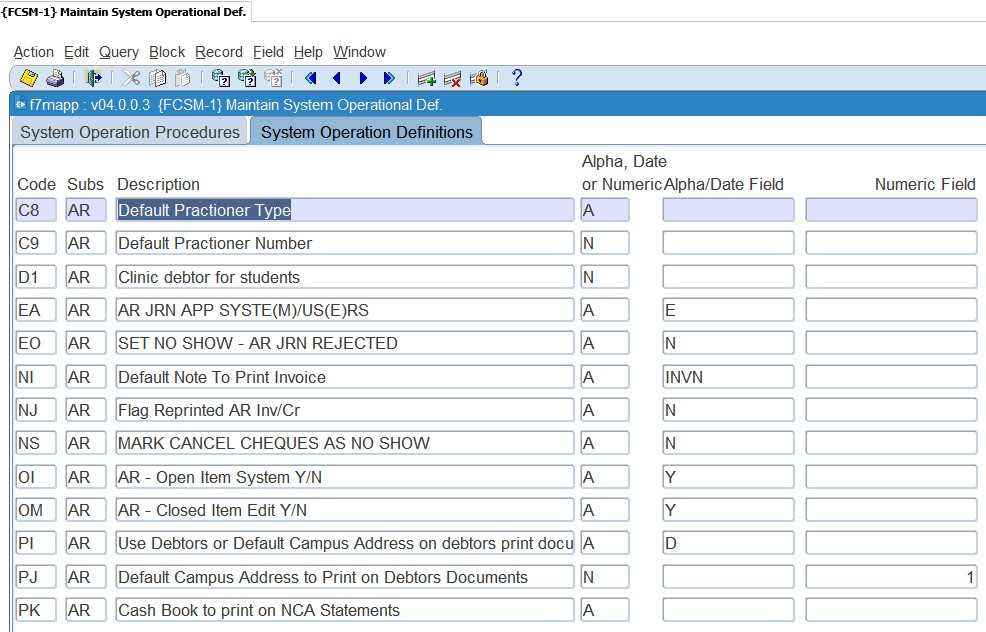 {FCSM-1} Maintain System Operational Def.
Action Edit Query Block Record Field Help Window
f7mapp : v04.0.0.3 {FCSM-1} Maintain System Operational Def.
System Operation Procedures System Operation Definitions
Alpha, Date
Code Subs Description or Numeric Alpha/Date Field Numeric Field
C8 AR Default Practioner Type A
C9 AR Default Practioner Number N
D1 AR Clinic debtor for students N
EA AR AR JRN APP SYSTE(M)/US(E)RS A E
EO AR SET NO SHOW - AR JRN REJECTED A N
NI AR Default Note To Print Invoice A INVN
NJ AR Flag Reprinted AR Inv/Cr A N
NS AR MARK CANCEL CHEQUES AS NO SHOW A N
OI AR AR - Open Item System Y/N A Y
OM AR AR - Closed Item Edit Y/N A Y
PI AR Use Debtors or Default Campus Address on debtors print docu A D
PJ AR Default Campus Address to Print on Debtors Documents N 1
PK AR Cash Book to print on NCA Statements A